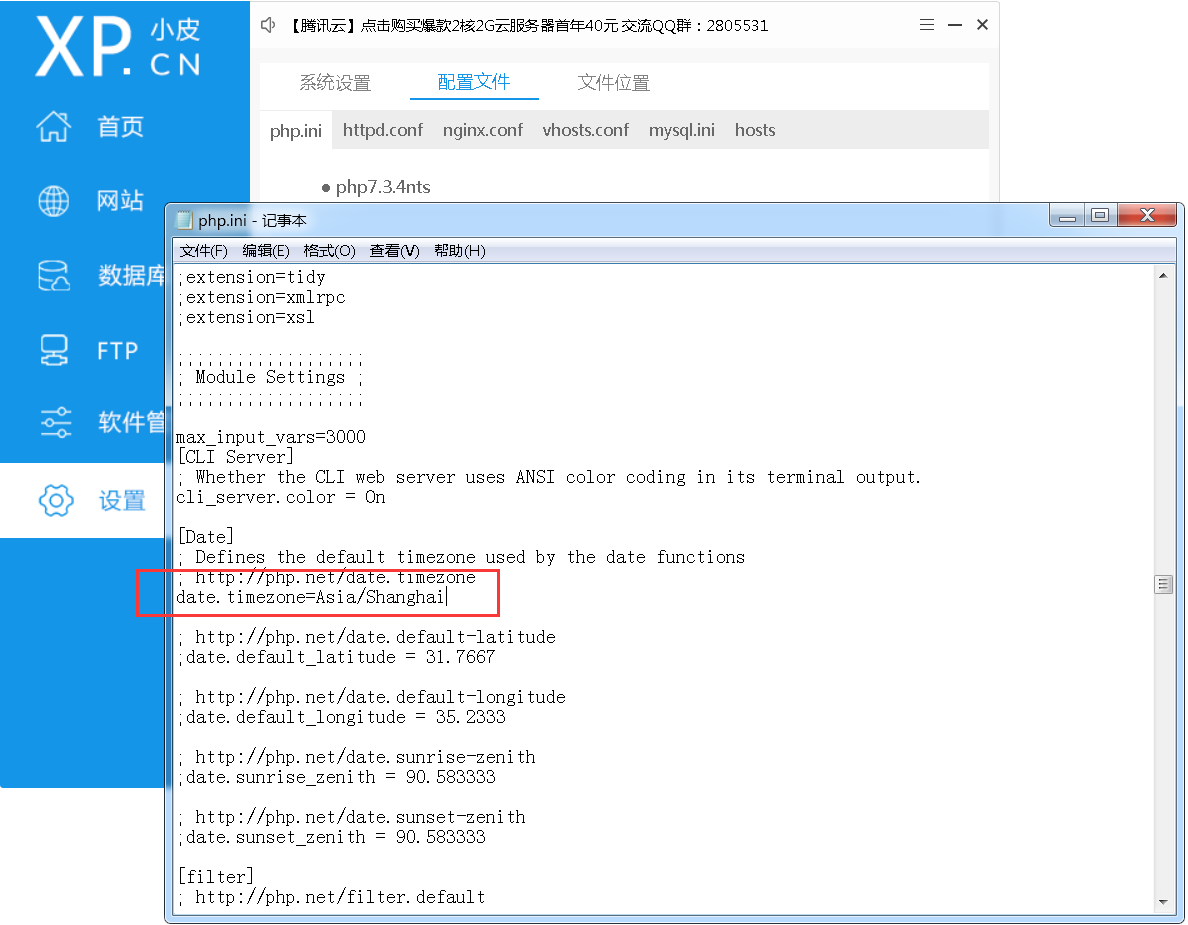 XP.小皮CN
【腾讯云】点击购买爆款2核2G云服务器首年40元 交流QQ群：2805531
首页
网站
数据库
FTP
软件管
设置
系统设置 配置文件 文件位置
php.ini httpd.conf nginx.conf vhosts.conf mysql.ini hosts
● php7.3.4nts
php.ini - 记事本
文件(F) 编辑(E) 格式(O) 查看(V) 帮助(H)
;extension=tidy
;extension=xmlrpc
;extension=xsl
;;;;;;;;;;;;;;;;;;;
; Module Settings ;
;;;;;;;;;;;;;;;;;;;
max_input_vars=3000
[CLI Server]
; Whether the CLI web server uses ANSI color coding in its terminal output.
cli_server.color = On
[Date]
; Defines the default timezone used by the date functions
; http://php.net/date.timezone
date.timezone=Asia/Shanghai
; http://php.net/date.default-latitude
;date.default_latitude = 31.7667
; http://php.net/date.default-longitude
;date.default_longitude = 35.2333
; http://php.net/date.sunrise-zenith
;date.sunrise_zenith = 90.583333
; http://php.net/date.sunset-zenith
;date.sunset_zenith = 90.583333
[filter]
; http://php.net/filter.default